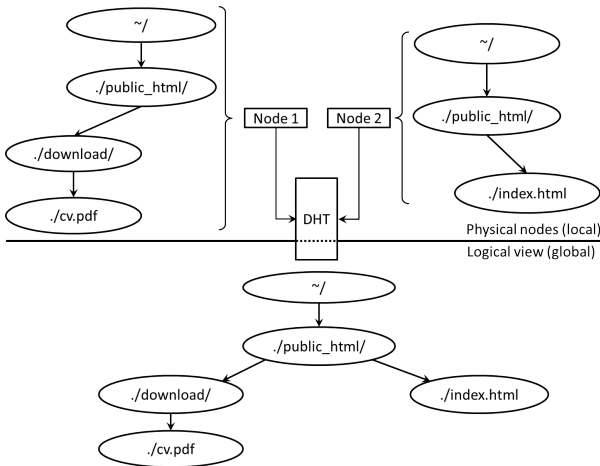 ~/
./public_html/
./download/
./cv.pdf
Node 1
Node 2
DHT
~/
./public_html/
./index.html
Physical nodes (local)
Logical view (global)
~/
./public_html/
./download/
./index.html
./cv.pdf